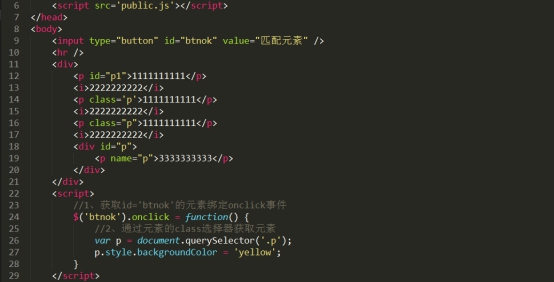 6 <script src='public.js'></script>
7 </head>
8 <body>
9 <input type="button" id="btnok" value="匹配元素" />
10 <hr />
11 <div>
12 <p id="p1">1111111111</p>
13 <i>2222222222</i>
14 <p class='p'>1111111111</p>
15 <i>2222222222</i>
16 <p class="p">1111111111</p>
17 <i>2222222222</i>
18 <div id="p">
19 <p name="p">3333333333</p>
20 </div>
21 </div>
22 <script>
23 //1、获取id='btnok'的元素绑定onclick事件
24 $('btnok').onclick = function() {
25 //2、通过元素的class选择器获取元素
26 var p = document.querySelector('.p');
27 p.style.backgroundColor = 'yellow';
28 }
29 </script>